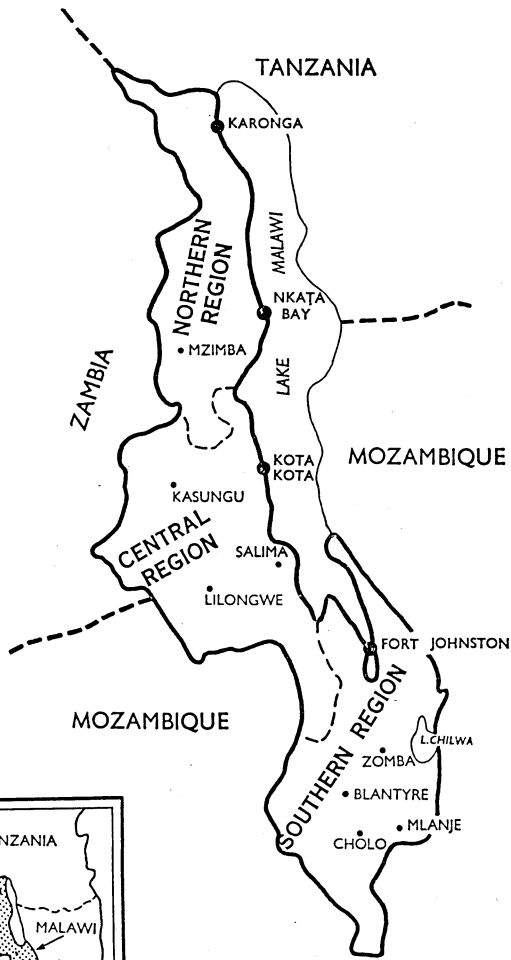 TANZANIA
KARONGA
NORTHERN
REGION
LAKE MALAWI
NKATA
BAY
MZIMBA
ZAMBIA
KOTA
KOTA
MOZAMBIQUE
KASUNGU
CENTRAL
REGION
SALIMA
LILONGWE
FORT JOHNSTON
MOZAMBIQUE
SOUTHERN REGION
L.CHILWA
ZOMBA
BLANTYRE
MLANJE
CHOLO
NZANIA
MALAWI